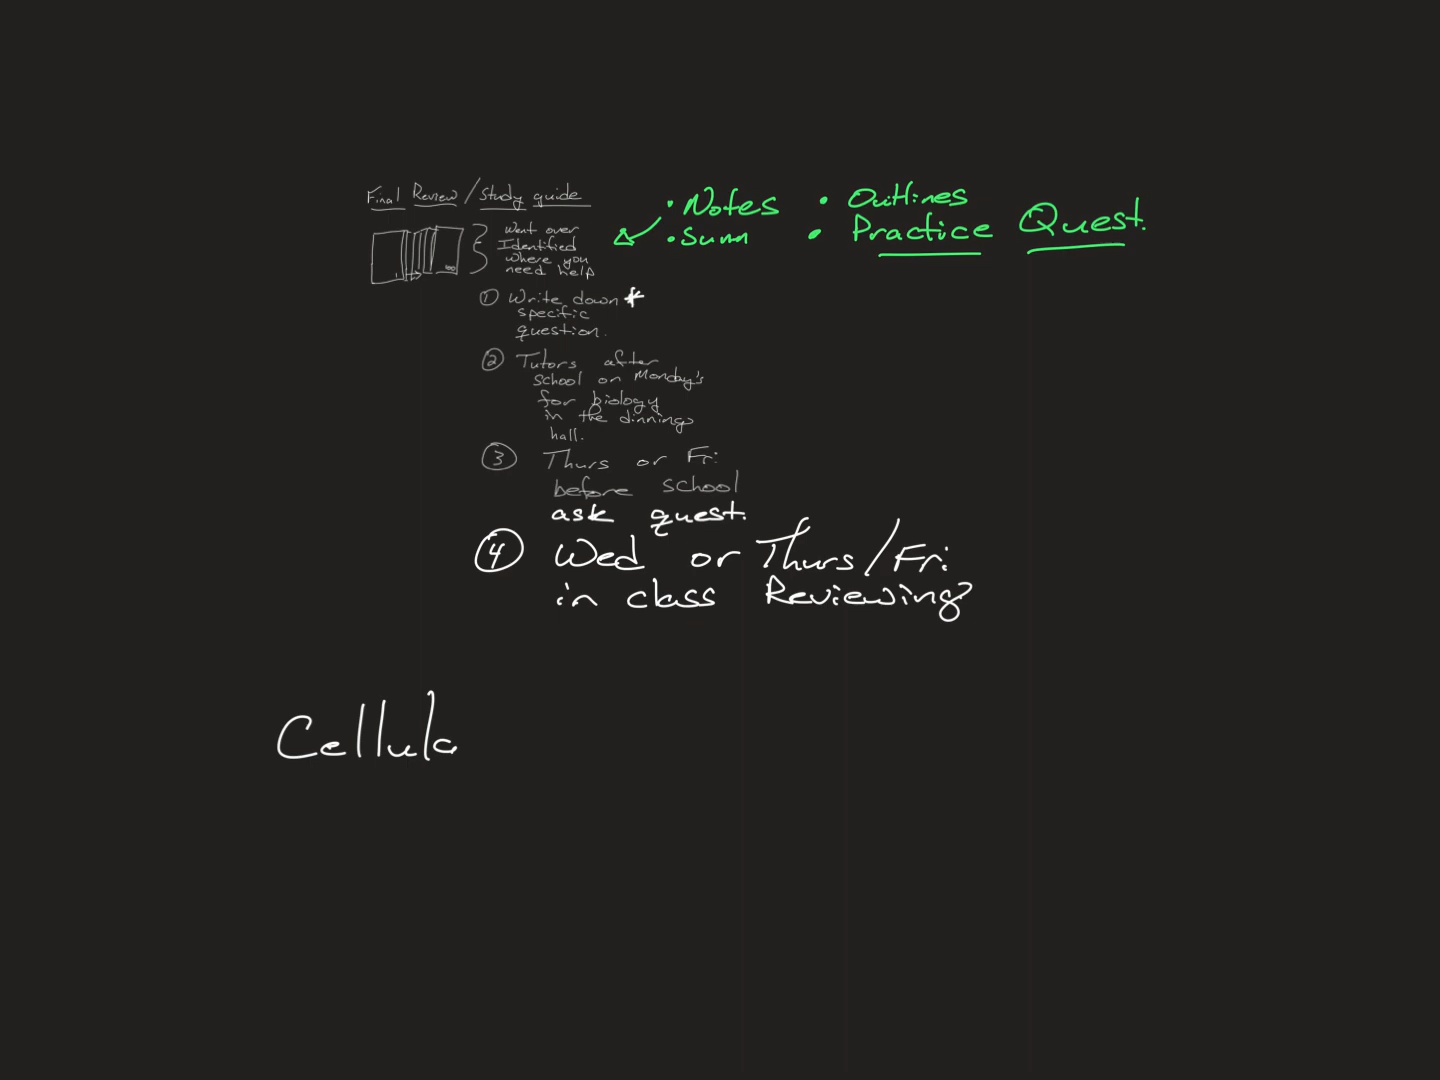 Final Review / Study guide
• Notes • Outlines
• Summ • Practice Quest.
Went over
Identified
where you
need help
① Write down *
specific
question.
② Tutors after
school on Monday's
for biology
in the dinning
hall.
③ Thurs or Fri
before school
ask quest.
④ Wed or Thurs/Fri
in class Reviewing
Cellula